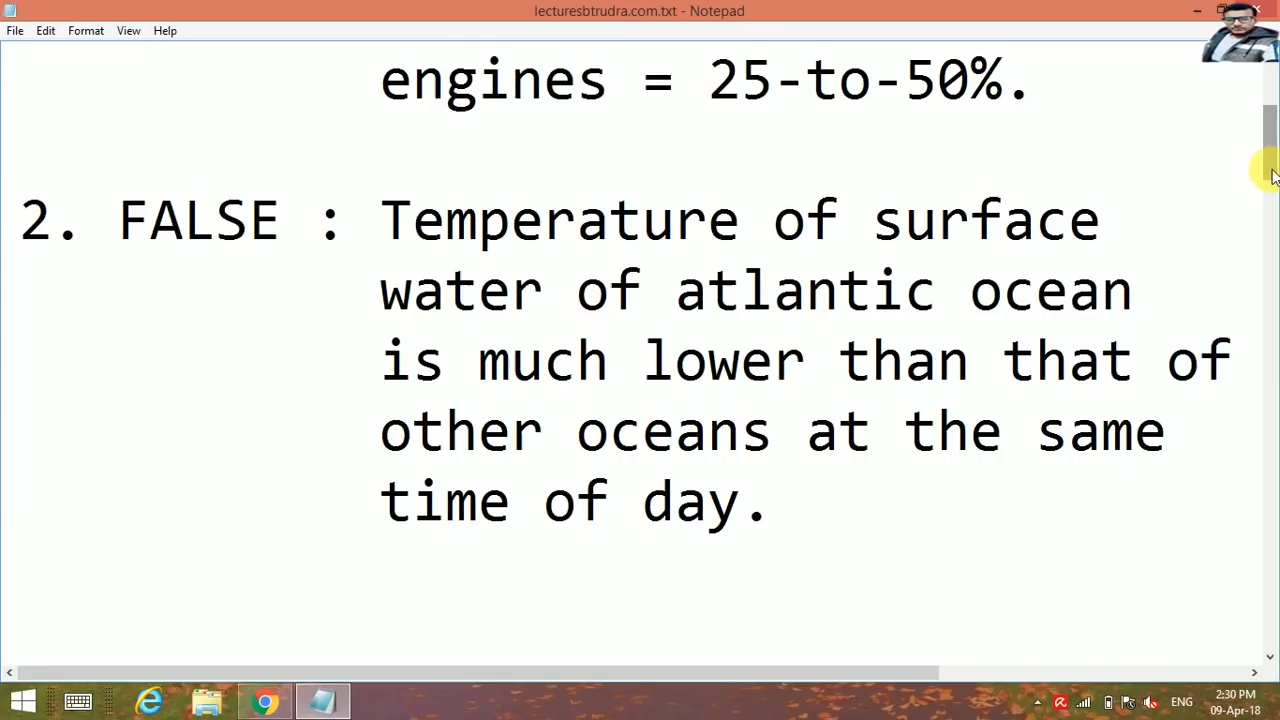 lecturesbtrudra.com.txt - Notepad
File Edit Format View Help
engines = 25-to-50%.
2. FALSE : Temperature of surface
water of atlantic ocean
is much lower than that of
other oceans at the same
time of day.
ENG
2:30 PM
09-Apr-18